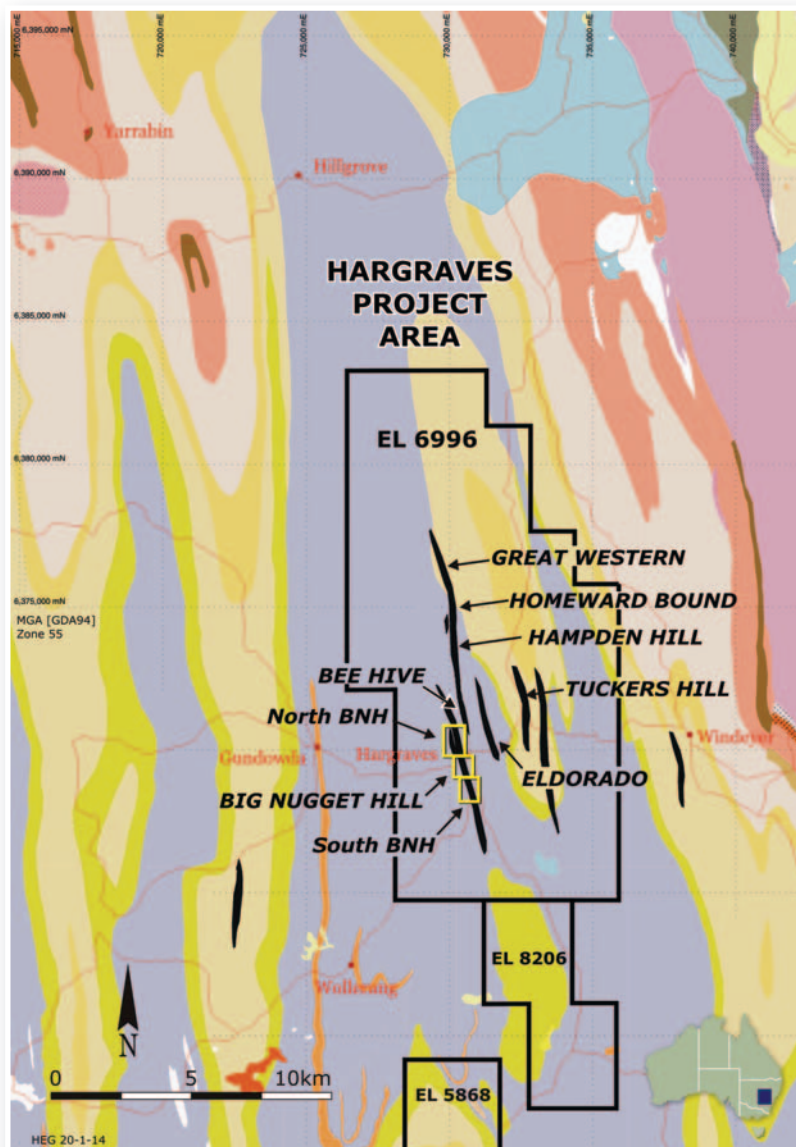 715,000 mE
720,000 mE
725,000 mE
730,000 mE
735,000 mE
740,000 mE
6,395,000 mN
Yarrabin
Hillgrove
6,390,000 mN
HARGRAVES
PROJECT
AREA
6,385,000 mN
EL 6996
6,380,000 mN
GREAT WESTERN
6,375,000 mN
HOMEWARD BOUND
MGA [GDA94]
Zone 55
HAMPDEN HILL
BEE HIVE
TUCKERS HILL
North BNH
Windeyer
Hargraves
ELDORADO
BIG NUGGET HILL
South BNH
EL 8206
N
0 5 10km
EL 5868
HEG 20-1-14